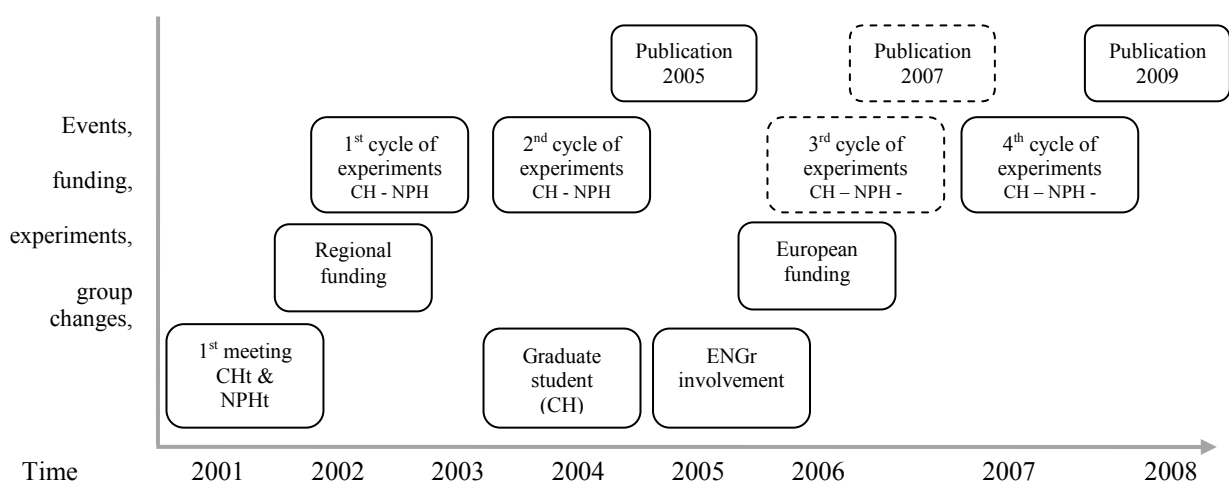 Publication
2005
Publication
2007
Publication
2009
Events,
funding,
experiments,
group
changes,
1st cycle of
experiments
CH - NPH
2nd cycle of
experiments
CH - NPH
3rd cycle of
experiments
CH – NPH -
4th cycle of
experiments
CH – NPH -
Regional
funding
European
funding
1st meeting
CHt &
NPHt
Graduate
student
(CH)
ENGr
involvement
Time 2001 2002 2003 2004 2005 2006 2007 2008